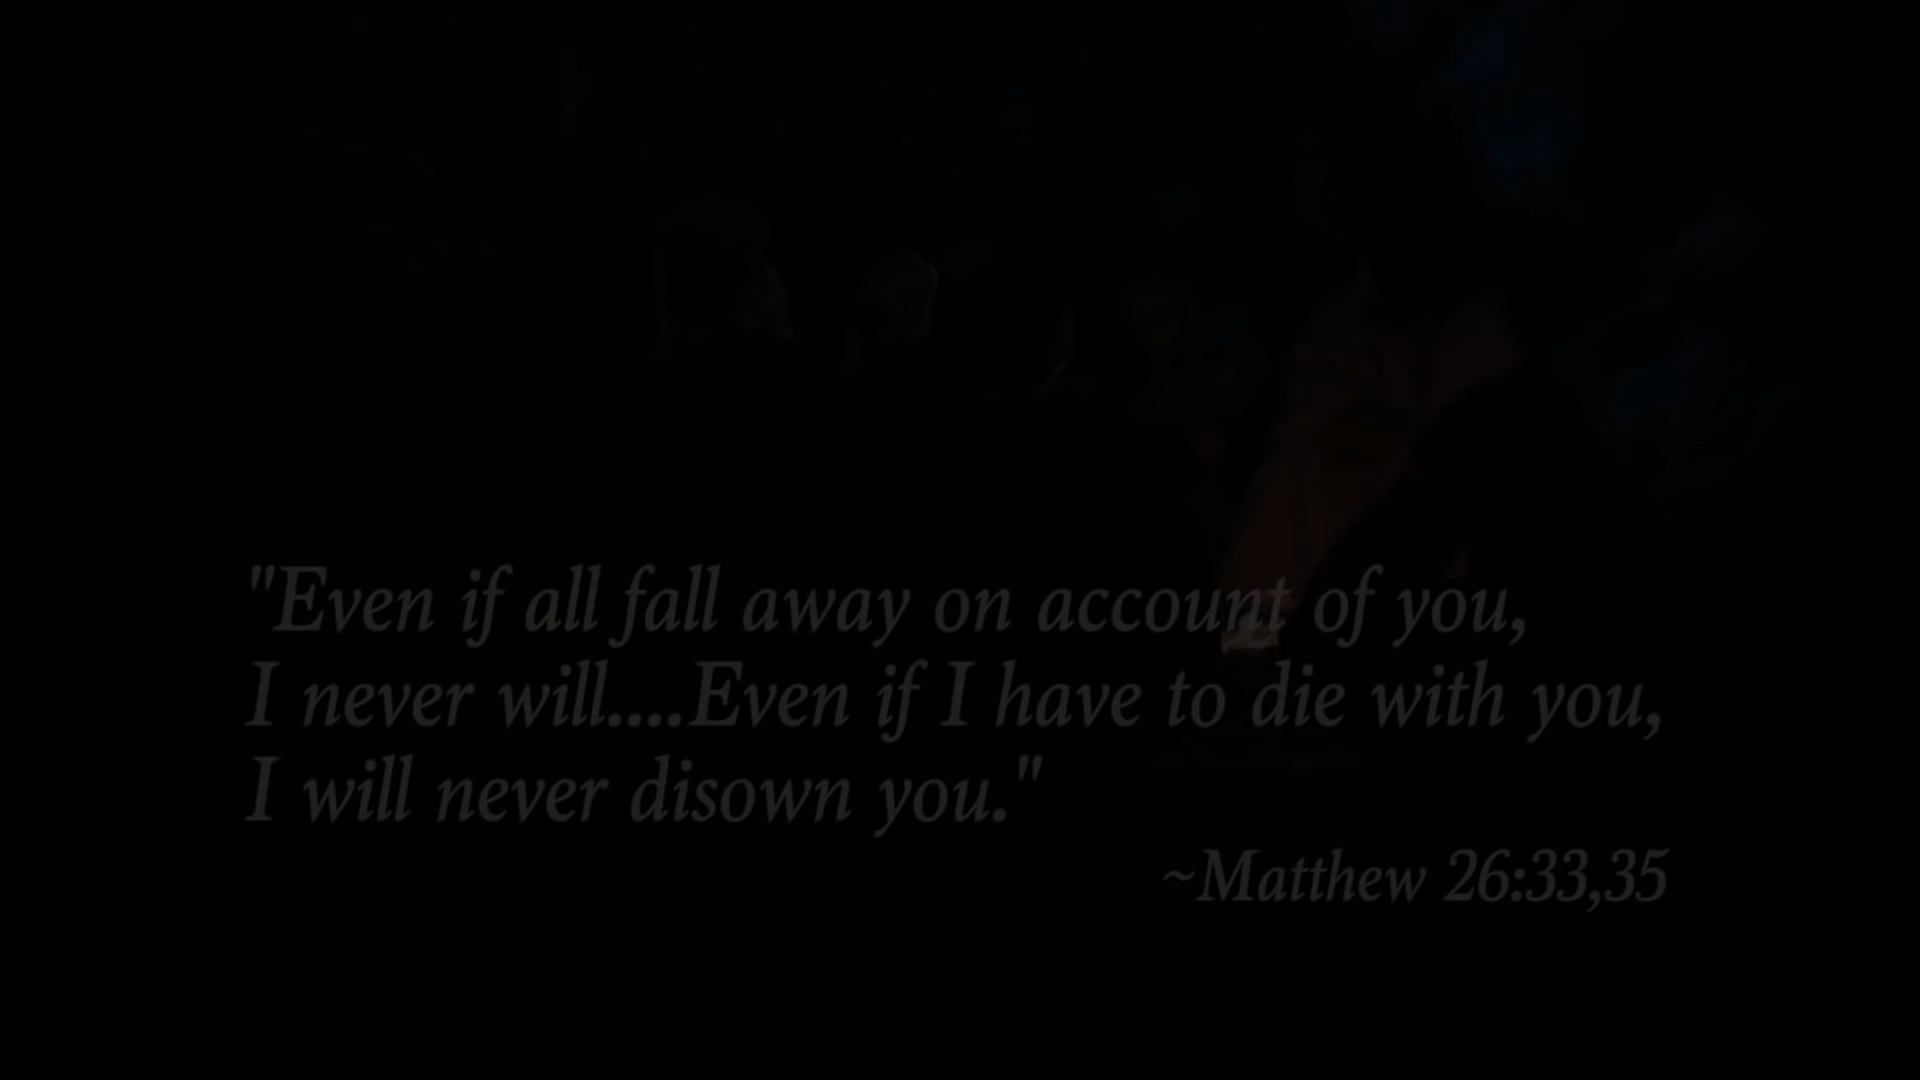 "Even if all fall away on account of you,
I never will....Even if I have to die with you,
I will never disown you."
~Matthew 26:33,35